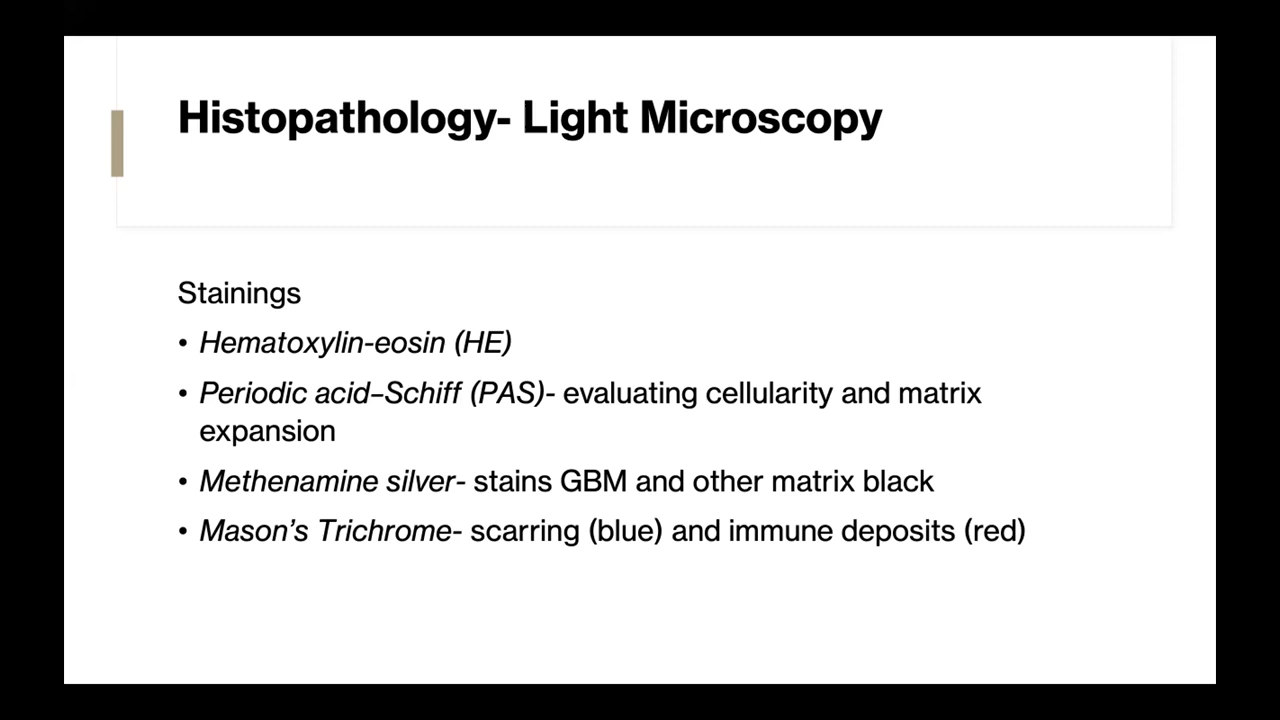 Histopathology- Light Microscopy
Stainings
• Hematoxylin-eosin (HE)
• Periodic acid–Schiff (PAS)- evaluating cellularity and matrix
expansion
• Methenamine silver- stains GBM and other matrix black
• Mason’s Trichrome- scarring (blue) and immune deposits (red)